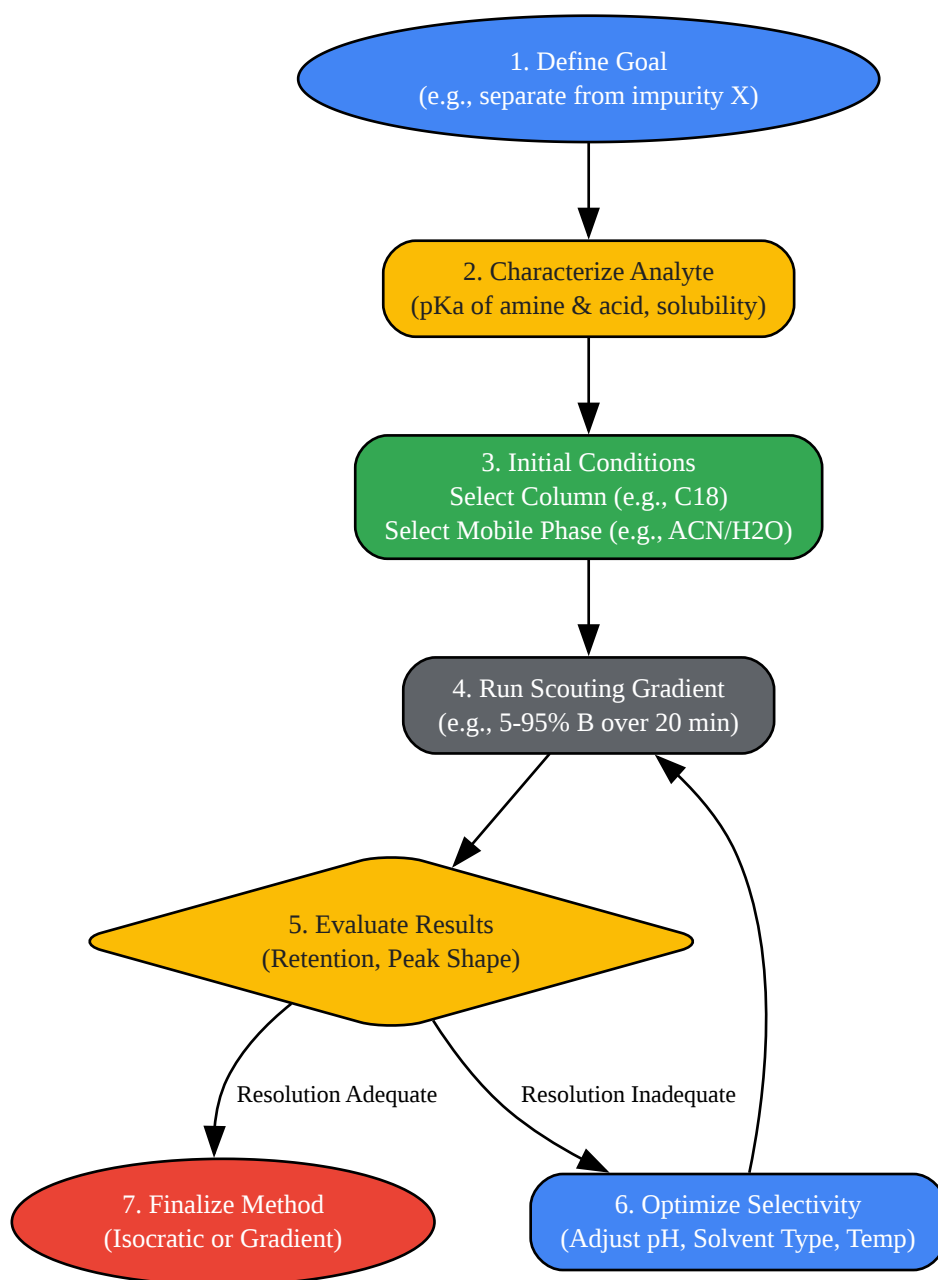 1. Define Goal
(e.g., separate from impurity X)
2. Characterize Analyte
(pKa of amine & acid, solubility)
3. Initial Conditions
Select Column (e.g., C18)
Select Mobile Phase (e.g., ACN/H2O)
4. Run Scouting Gradient
(e.g., 5-95% B over 20 min)
5. Evaluate Results
(Retention, Peak Shape)
Resolution Adequate
Resolution Inadequate
7. Finalize Method
(Isocratic or Gradient)
6. Optimize Selectivity
(Adjust pH, Solvent Type, Temp)